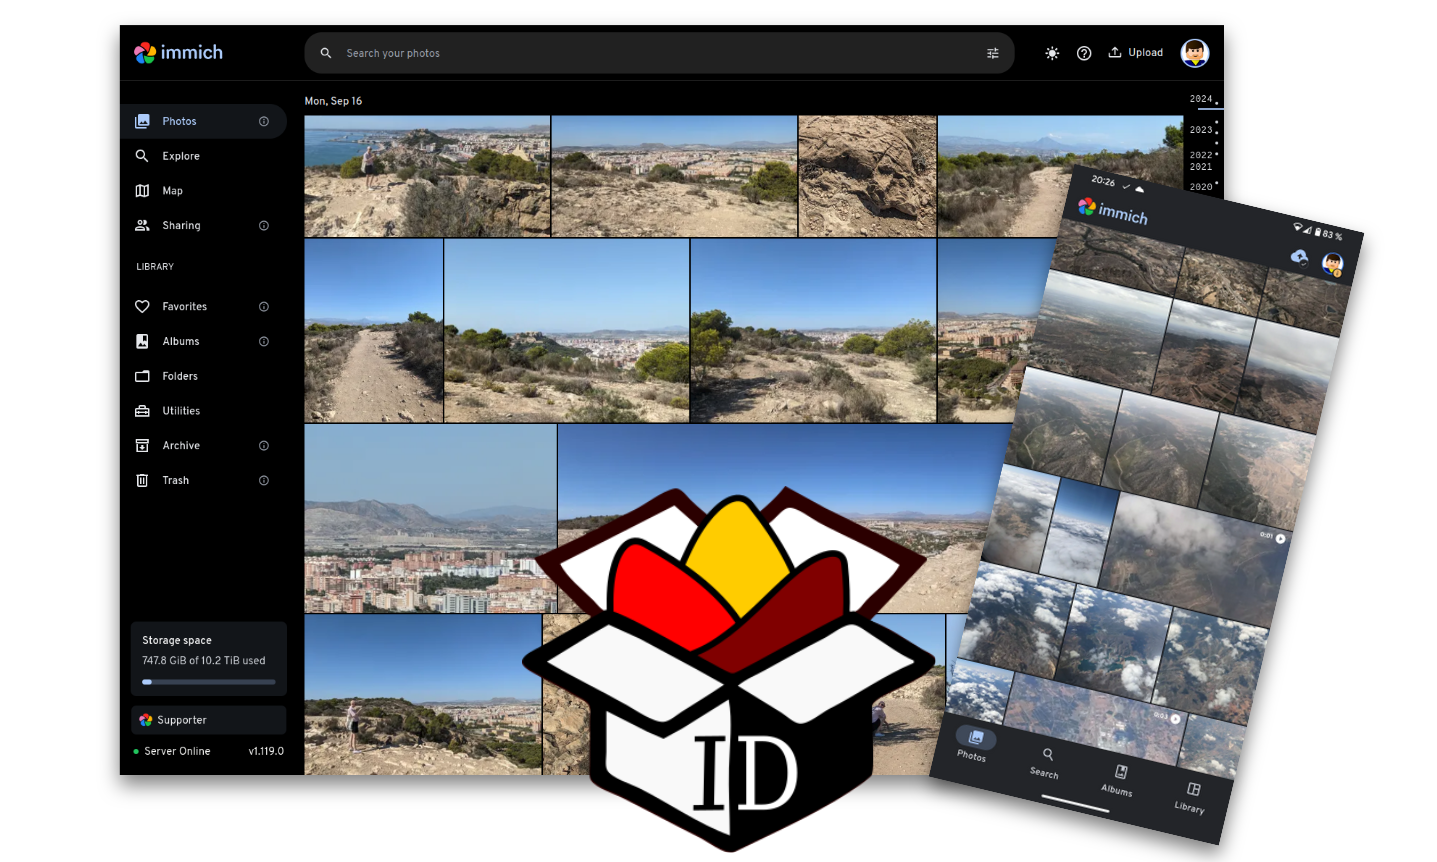 immich
Search your photos
Upload
Mon, Sep 16
2024
2023
2022
2021
2020
Photos
Explore
Map
Sharing
LIBRARY
Favorites
Albums
Folders
Utilities
Archive
Trash
Storage space
747.8 GiB of 10.2 TiB used
Supporter
Server Online v1.119.0
ID
20:26
83 %
immich
0:01
0:03
Photos
Search
Albums
Library